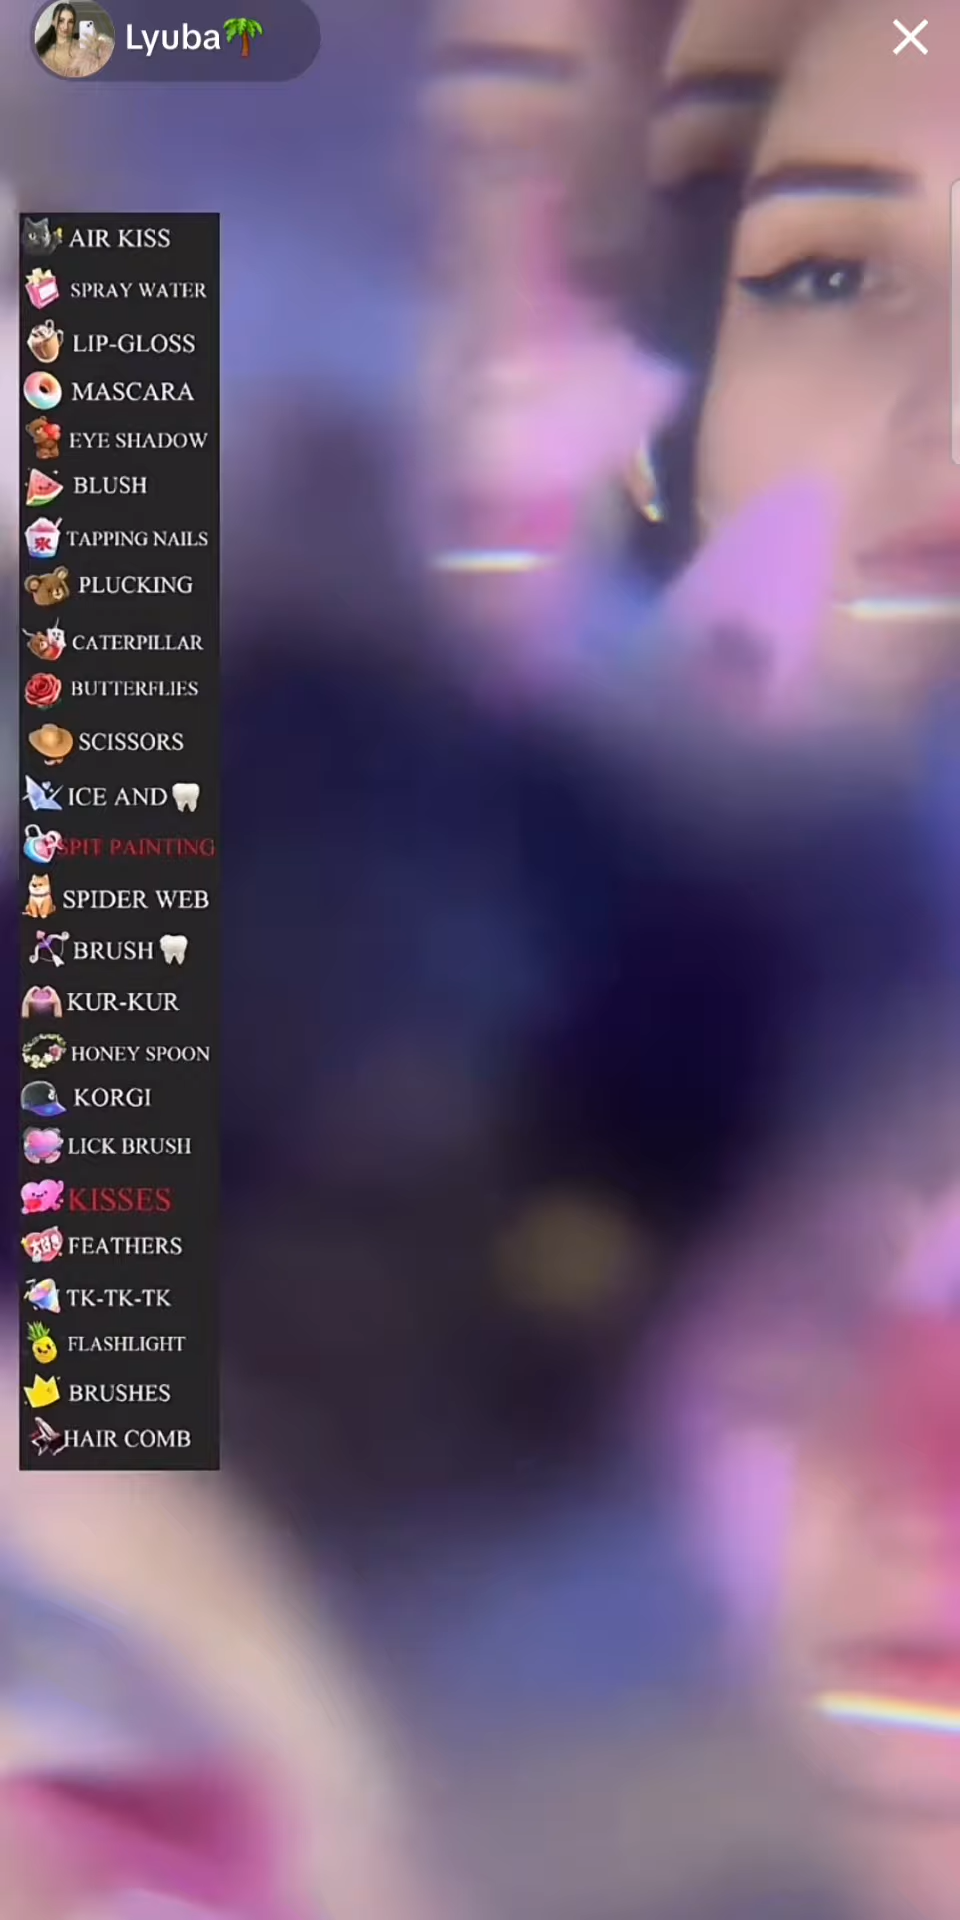 Lyuba🌴
AIR KISS
SPRAY WATER
LIP-GLOSS
MASCARA
EYE SHADOW
BLUSH
TAPPING NAILS
PLUCKING
CATERPILLAR
BUTTERFLIES
SCISSORS
ICE AND🦷
SPIT PAINTING
SPIDER WEB
BRUSH🦷
KUR-KUR
HONEY SPOON
KORGI
LICK BRUSH
KISSES
FEATHERS
TK-TK-TK
FLASHLIGHT
BRUSHES
HAIR COMB